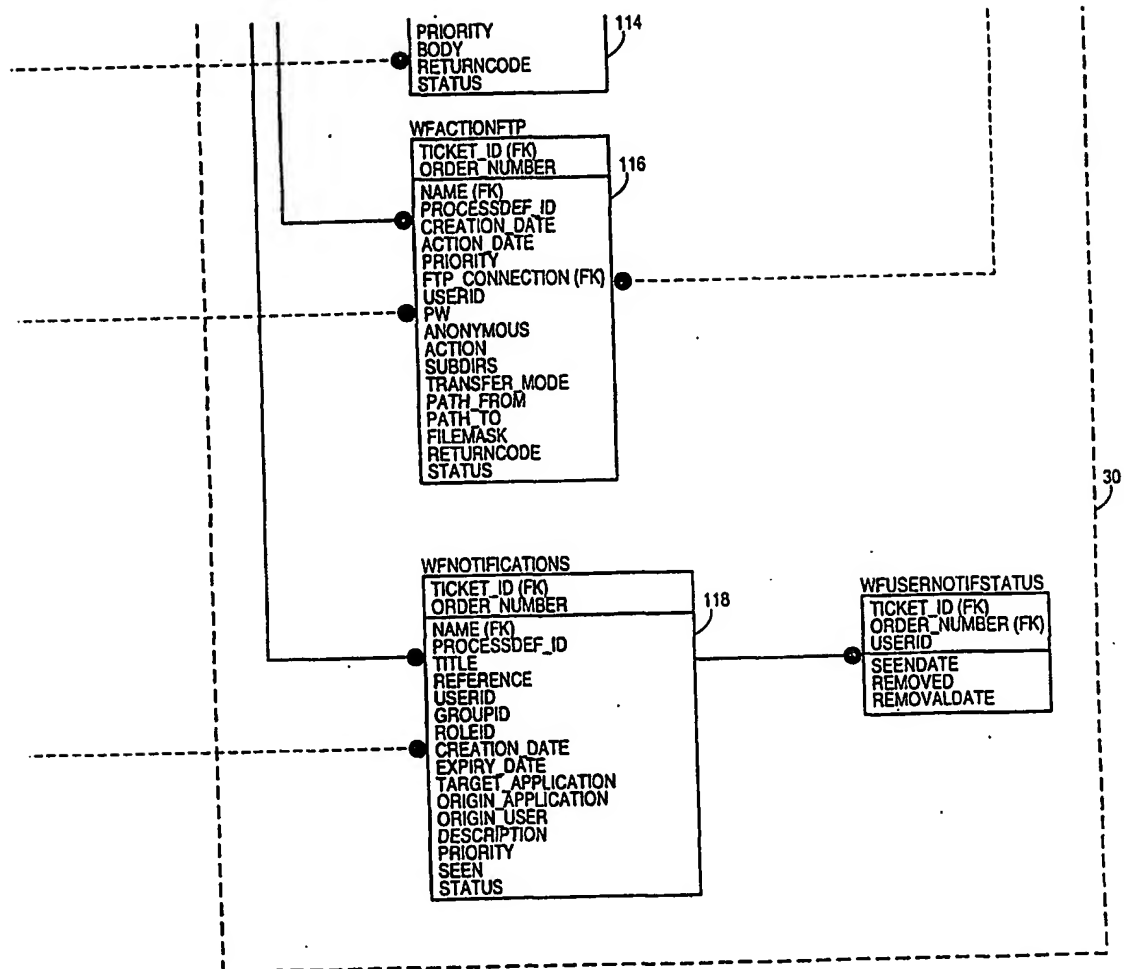 PRIORITY
BODY
RETURNCODE
STATUS
114
WFACTIONFTP
TICKET_ID (FK)
ORDER_NUMBER
116
NAME (FK)
PROCESSDEF_ID
CREATION_DATE
ACTION_DATE
PRIORITY
FTP_CONNECTION (FK)
USERID
PW
ANONYMOUS
ACTION
SUBDIRS
TRANSFER_MODE
PATH_FROM
PATH_TO
FILEMASK
RETURNCODE
STATUS
30
WFNOTIFICATIONS
TICKET_ID (FK)
ORDER_NUMBER
118
NAME (FK)
PROCESSDEF_ID
TITLE
REFERENCE
USERID
GROUPID
ROLEID
CREATION_DATE
EXPIRY_DATE
TARGET_APPLICATION
ORIGIN_APPLICATION
ORIGIN_USER
DESCRIPTION
PRIORITY
SEEN
STATUS
WFUSERNOTIFSTATUS
TICKET_ID (FK)
ORDER_NUMBER (FK)
USERID
SEENDATE
REMOVED
REMOVALDATE